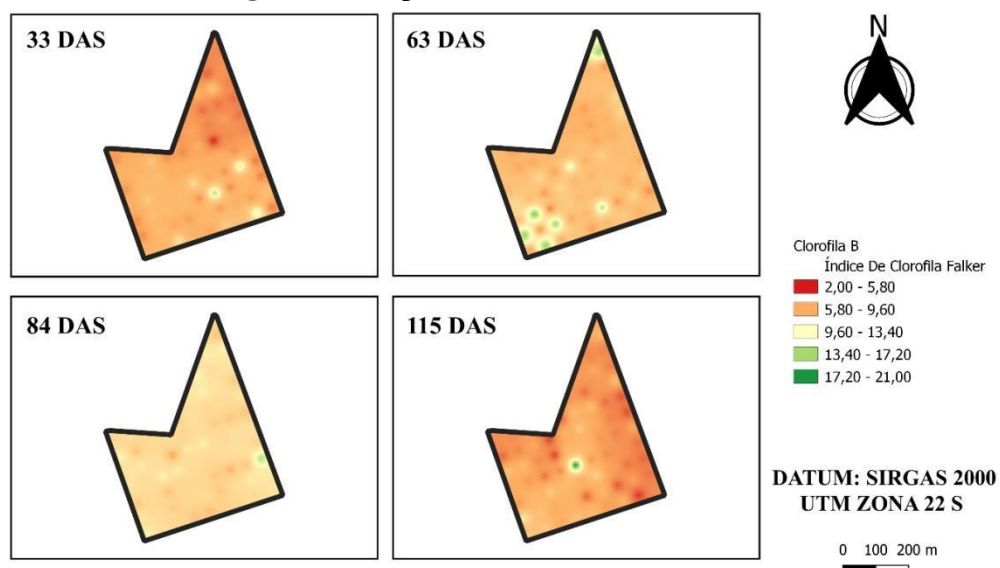 33 DAS
63 DAS
N
84 DAS
115 DAS
Clorofila B
Índice De Clorofila Falker
2,00 - 5,80
5,80 - 9,60
9,60 - 13,40
13,40 - 17,20
17,20 - 21,00
DATUM: SIRGAS 2000
UTM ZONA 22 S
0 100 200 m